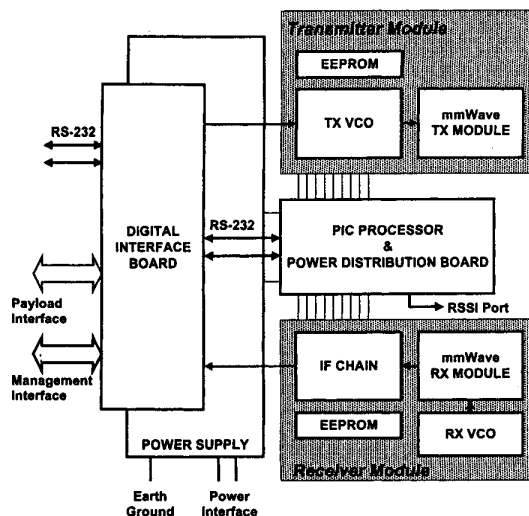 Transmitter Module
EEPROM
TX VCO
mmWave
TX MODULE
RS-232
DIGITAL
INTERFACE
BOARD
RS-232
PIC PROCESSOR
&
POWER DISTRIBUTION BOARD
RSSI Port
Payload
Interface
Management
Interface
IF CHAIN
mmWave
RX MODULE
EEPROM
RX VCO
Receiver Module
POWER SUPPLY
Earth
Ground
Power
Interface